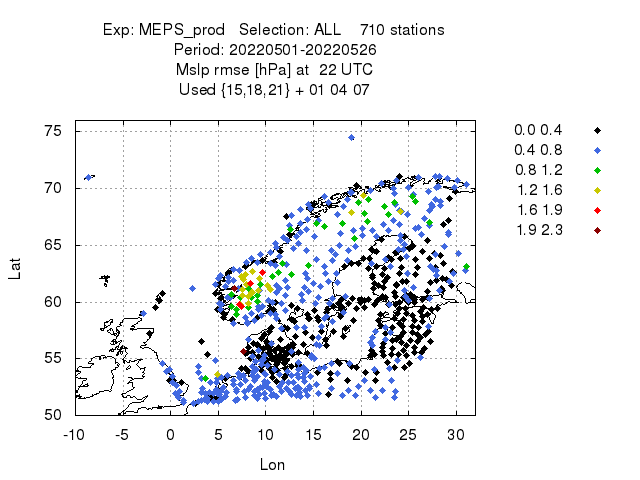 Exp: MEPS_prod   Selection: ALL    710 stations
Period: 20220501-20220526
Mslp rmse [hPa] at  22 UTC
Used {15,18,21} + 01 04 07
0.0 0.4
0.4 0.8
0.8 1.2
1.2 1.6
1.6 1.9
1.9 2.3
75
70
65
60
55
50
Lat
-10 -5 0 5 10 15 20 25 30
Lon